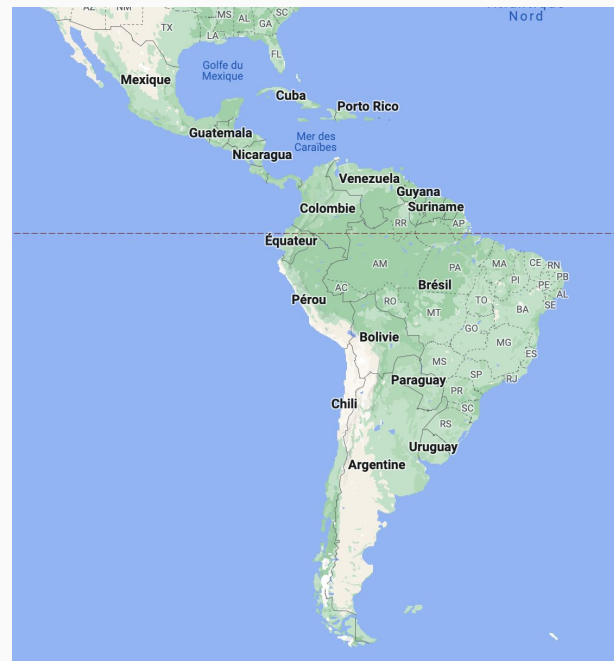 AZ
NM
MS
AL
SC
TX
GA
LA
Nord
FL
Golfe du
Mexique
Mexique
Cuba
Porto Rico
Guatemala
Mer des
Caraïbes
Nicaragua
Venezuela
Guyana
Colombie
Suriname
RR
AP
Équateur
AM
PA
MA
CE
RN
PB
PI
PE
AC
Brésil
AL
Pérou
RO
TO
SE
MT
BA
GO
Bolivie
MG
MS
ES
Paraguay
SP
RJ
PR
Chili
SC
RS
Uruguay
Argentine